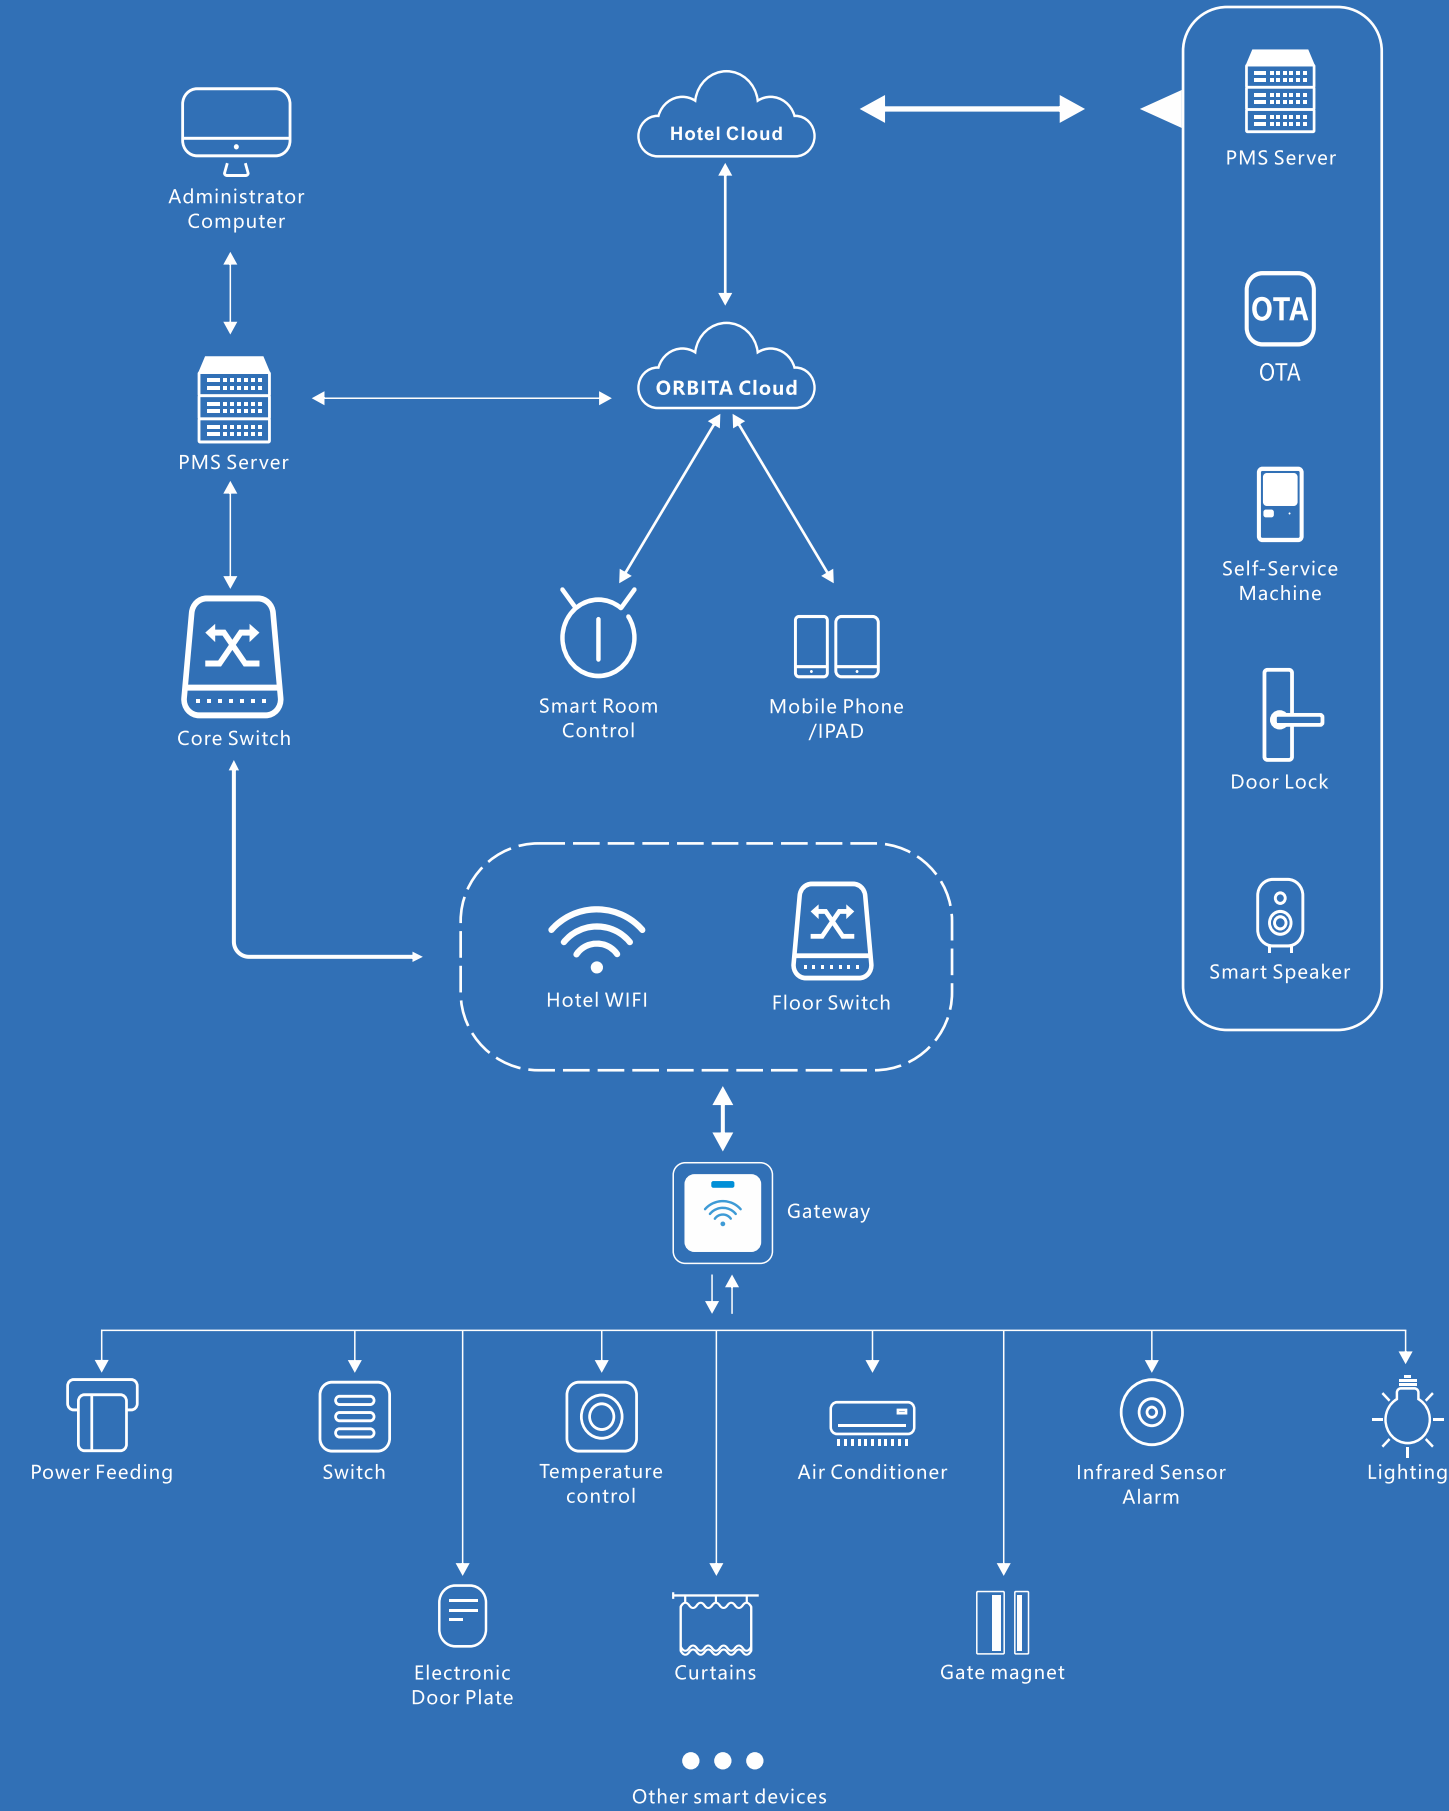 Administrator
Computer
Hotel Cloud
PMS Server
OTA
OTA
PMS Server
ORBITA Cloud
Self-Service
Machine
Core Switch
Smart Room
Control
Mobile Phone
/IPAD
Door Lock
Hotel WIFI
Floor Switch
Smart Speaker
Gateway
Power Feeding
Switch
Temperature
control
Air Conditioner
Infrared Sensor
Alarm
Lighting
Electronic
Door Plate
Curtains
Gate magnet
Other smart devices